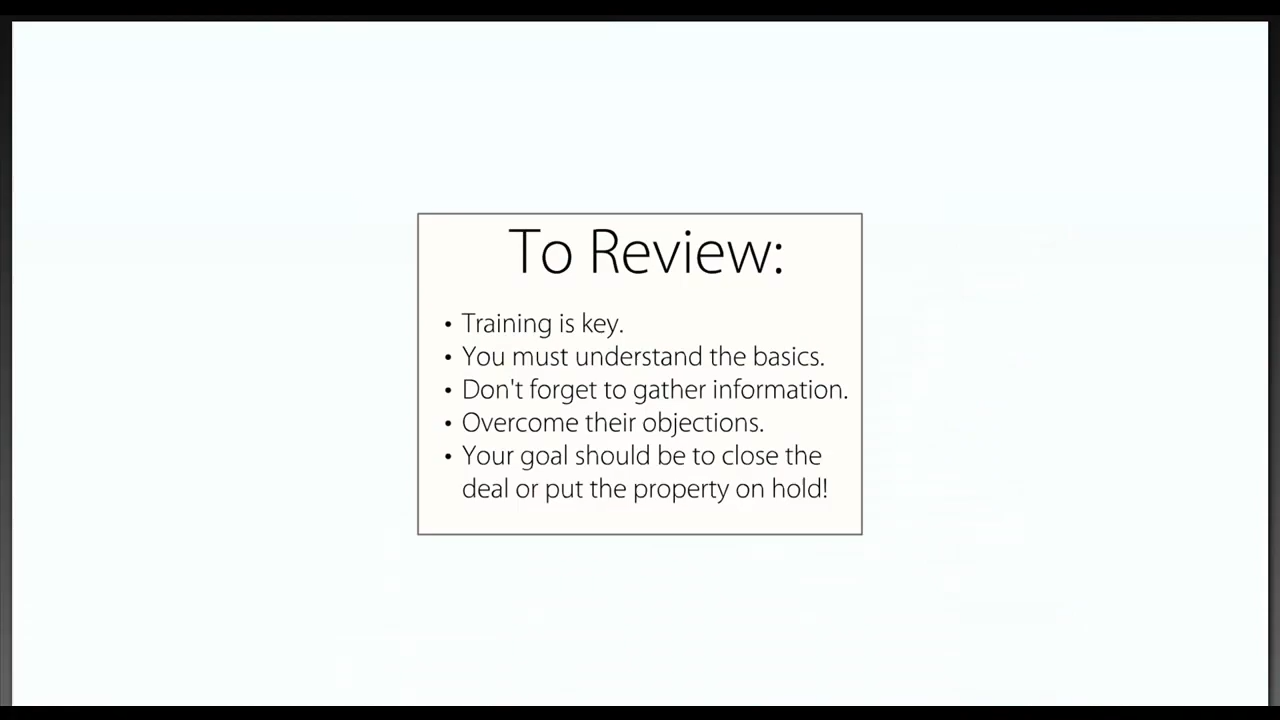 To Review:
• Training is key.
• You must understand the basics.
• Don't forget to gather information.
• Overcome their objections.
• Your goal should be to close the
deal or put the property on hold!